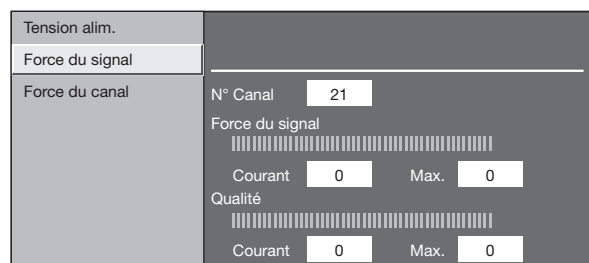 Tension alim.
Force du signal
Force du canal
N° Canal 21
Force du signal
Courant 0 Max. 0
Qualité
Courant 0 Max. 0